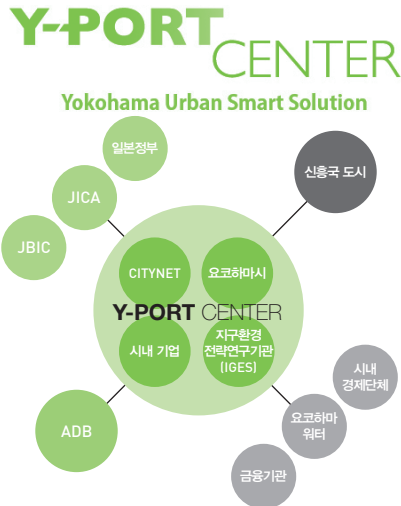 Y-PORT
CENTER
Yokohama Urban Smart Solution
일본정부
신흥국 도시
JICA
JBIC
CITYNET
요코하마시
Y-PORT CENTER
시내 기업
지구환경
전략연구기관
(IGES)
시내
경제단체
요코하마
워터
ADB
금융기관